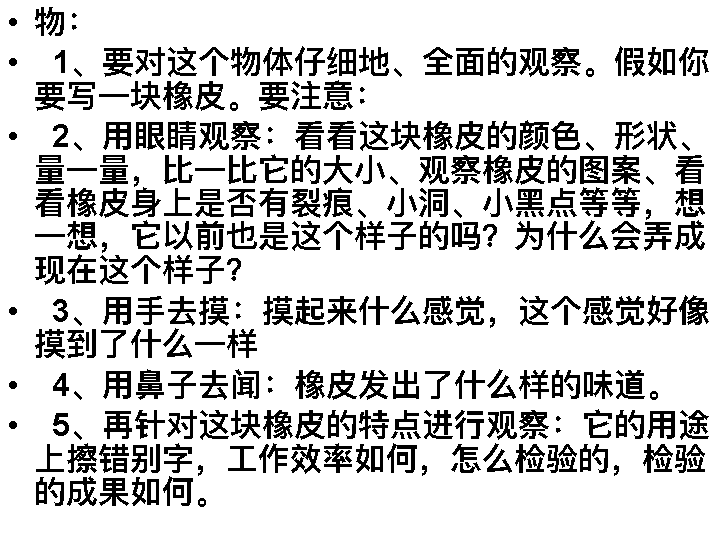 • 物：
• 1、要对这个物体仔细地、全面的观察。假如你
要写一块橡皮。要注意：
• 2、用眼睛观察：看看这块橡皮的颜色、形状、
量一量，比一比它的大小、观察橡皮的图案、看
看橡皮身上是否有裂痕、小洞、小黑点等等，想
一想，它以前也是这个样子的吗？为什么会弄成
现在这个样子？
• 3、用手去摸：摸起来什么感觉，这个感觉好像
摸到了什么一样
• 4、用鼻子去闻：橡皮发出了什么样的味道。
• 5、再针对这块橡皮的特点进行观察：它的用途
上擦错别字，工作效率如何，怎么检验的，检验
的成果如何。